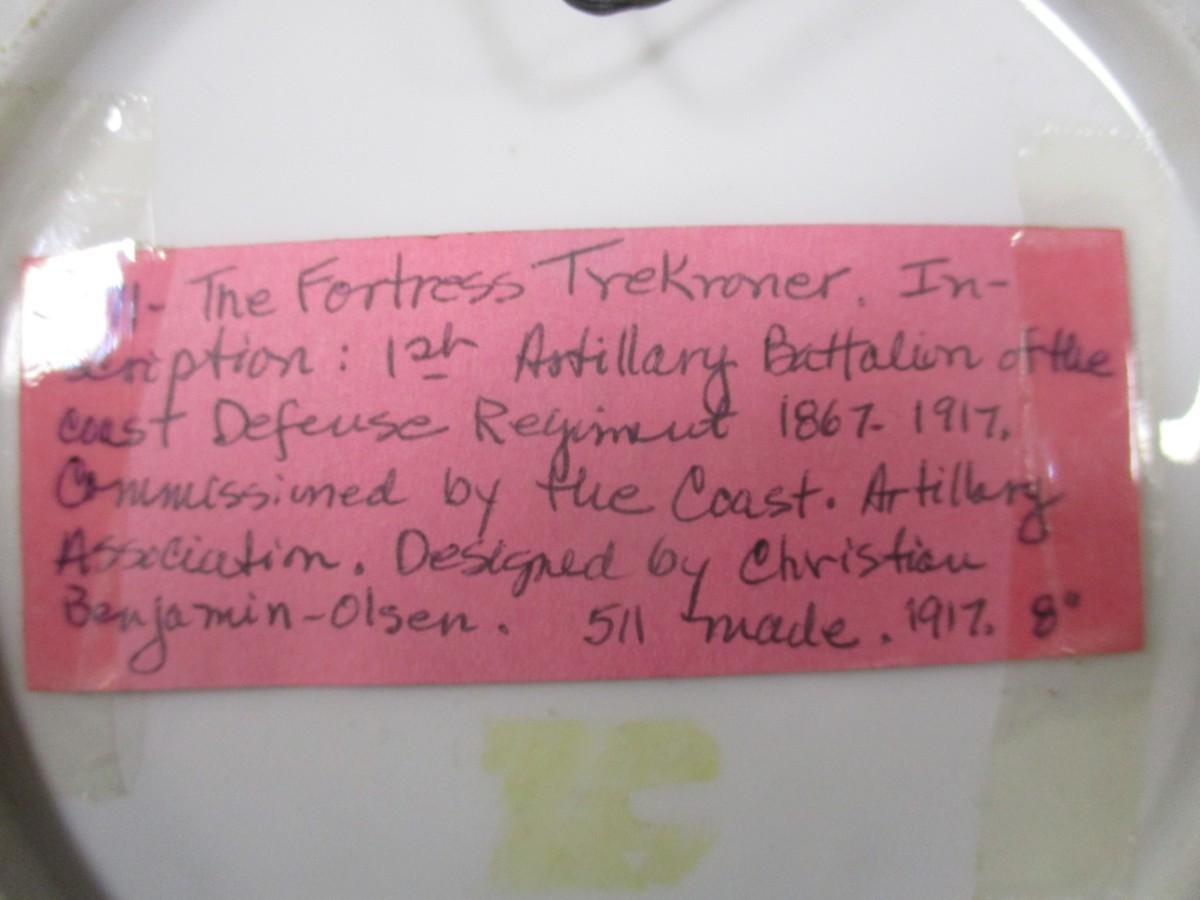 - The Fortress Trekroner. In-
scription: 1st Artillary Battalion of the
coast Defense Regiment 1867-1917.
Commissioned by the Coast. Artillary
Association. Designed by Christian
Benjamin-Olsen. 511 made. 1917. 8"